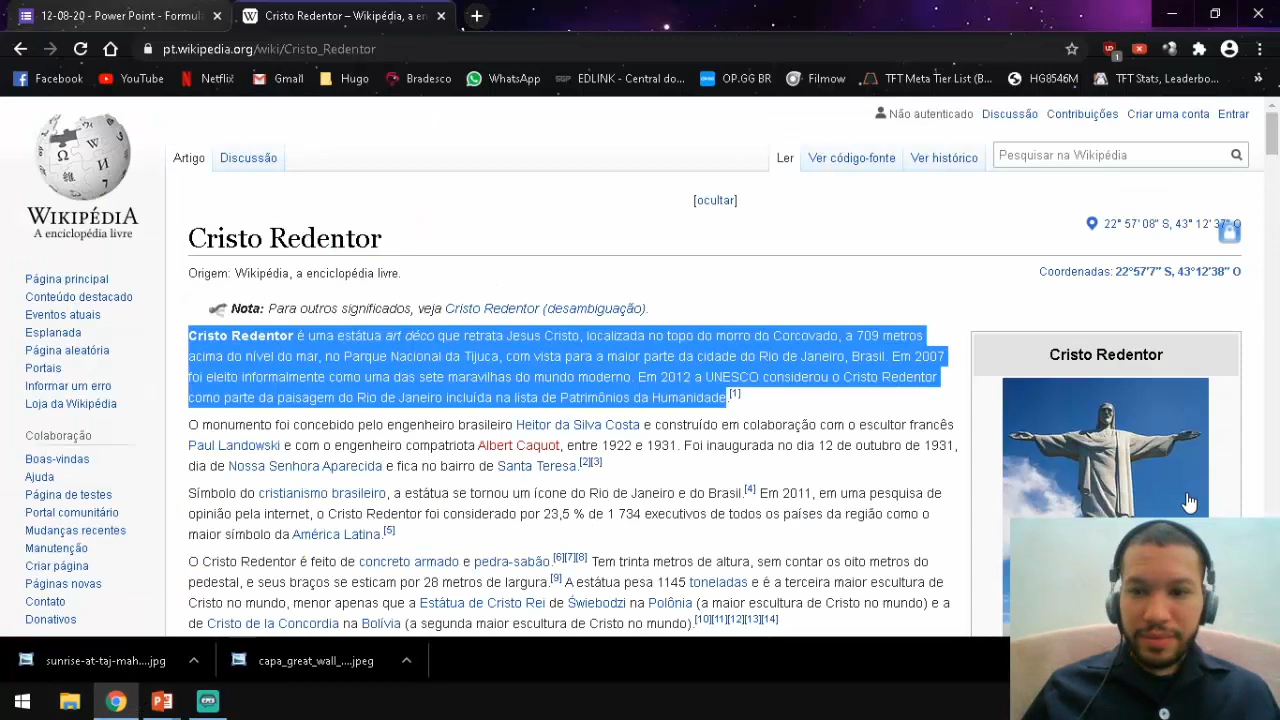 12-08-20 - Power Point - Formula
Cristo Redentor – Wikipédia, a en
pt.wikipedia.org/wiki/Cristo_Redentor
1
Facebook YouTube Netflix Gmail Hugo Bradesco WhatsApp EDLINK - Central do... OP.GG BR Filmow TFT Meta Tier List (B... HG8546M TFT Stats, Leaderbo...
Não autenticado Discussão Contribuições Criar uma conta Entrar
Artigo Discussão Ler Ver código-fonte Ver histórico Pesquisar na Wikipédia
WIKIPÉDIA
A enciclopédia livre
[ocultar]
22° 57' 08" S, 43° 12' 37" O
Cristo Redentor
Origem: Wikipédia, a enciclopédia livre.
Coordenadas: 22°57'7" S, 43°12'38" O
Nota: Para outros significados, veja Cristo Redentor (desambiguação).
Cristo Redentor é uma estátua art déco que retrata Jesus Cristo, localizada no topo do morro do Corcovado, a 709 metros
acima do nível do mar, no Parque Nacional da Tijuca, com vista para a maior parte da cidade do Rio de Janeiro, Brasil. Em 2007
foi eleito informalmente como uma das sete maravilhas do mundo moderno. Em 2012 a UNESCO considerou o Cristo Redentor
como parte da paisagem do Rio de Janeiro incluída na lista de Patrimônios da Humanidade.[1]
O monumento foi concebido pelo engenheiro brasileiro Heitor da Silva Costa e construído em colaboração com o escultor francês
Paul Landowski e com o engenheiro compatriota Albert Caquot, entre 1922 e 1931. Foi inaugurada no dia 12 de outubro de 1931,
dia de Nossa Senhora Aparecida e fica no bairro de Santa Teresa.[2][3]
Símbolo do cristianismo brasileiro, a estátua se tornou um ícone do Rio de Janeiro e do Brasil.[4] Em 2011, em uma pesquisa de
opinião pela internet, o Cristo Redentor foi considerado por 23,5 % de 1 734 executivos de todos os países da região como o
maior símbolo da América Latina.[5]
O Cristo Redentor é feito de concreto armado e pedra-sabão.[6][7][8] Tem trinta metros de altura, sem contar os oito metros do
pedestal, e seus braços se esticam por 28 metros de largura.[9] A estátua pesa 1145 toneladas e é a terceira maior escultura de
Cristo no mundo, menor apenas que a Estátua de Cristo Rei de Świebodzi na Polônia (a maior escultura de Cristo no mundo) e a
de Cristo de la Concordia na Bolívia (a segunda maior escultura de Cristo no mundo).[10][11][12][13][14]
Cristo Redentor
Página principal
Conteúdo destacado
Eventos atuais
Esplanada
Página aleatória
Portais
Informar um erro
Loja da Wikipédia
Colaboração
Boas-vindas
Ajuda
Página de testes
Portal comunitário
Mudanças recentes
Manutenção
Criar página
Páginas novas
Contato
Donativos
sunrise-at-taj-mah....jpg
capa_great_wall_....jpeg